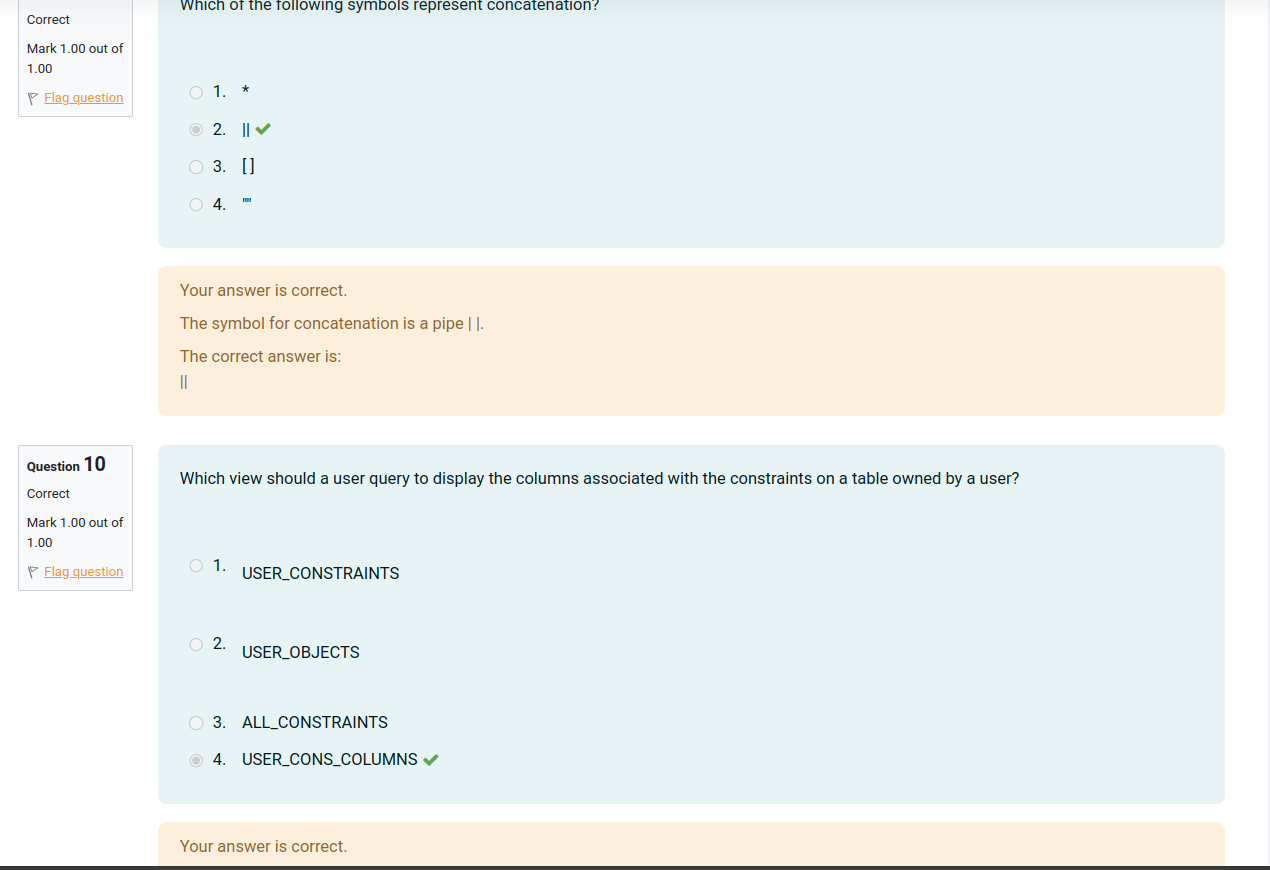 Which of the following symbols represent concatenation?
Correct
Mark 1.00 out of
1.00
Flag question
1. *
2. ||
3. [ ]
4. ""
Your answer is correct.
The symbol for concatenation is a pipe | |.
The correct answer is:
||
Question 10
Correct
Mark 1.00 out of
1.00
Flag question
Which view should a user query to display the columns associated with the constraints on a table owned by a user?
1. USER_CONSTRAINTS
2. USER_OBJECTS
3. ALL_CONSTRAINTS
4. USER_CONS_COLUMNS
Your answer is correct.